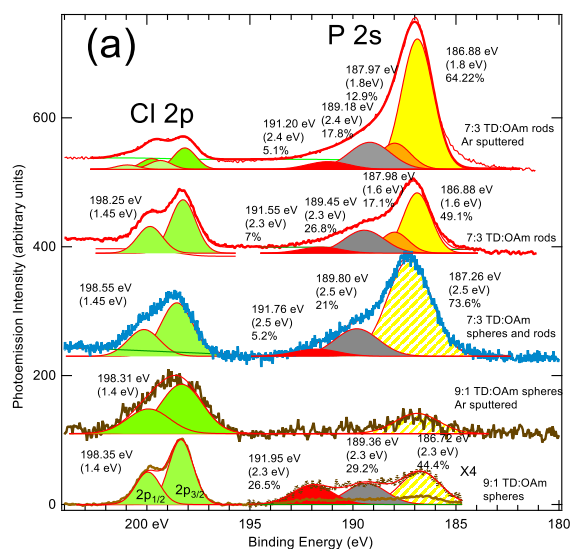 (a)
P 2s
Cl 2p
186.88 eV
(1.8 eV)
64.22%
187.97 eV
(1.8eV)
12.9%
189.18 eV
(2.4 eV)
17.8%
191.20 eV
(2.4 eV)
5.1%
7:3 TD:OAm rods
Ar sputtered
600
198.25 eV
(1.45 eV)
191.55 eV
(2.3 eV)
7%
189.45 eV
(2.3 eV)
26.8%
187.98 eV
(1.6 eV)
17.1%
186.88 eV
(1.6 eV)
49.1%
7:3 TD:OAm rods
400
198.55 eV
(1.45 eV)
191.76 eV
(2.5 eV)
5.2%
189.80 eV
(2.5 eV)
21%
187.26 eV
(2.5 eV)
73.6%
7:3 TD:OAm
spheres and rods
200
198.31 eV
(1.4 eV)
9:1 TD:OAm spheres
Ar sputtered
198.35 eV
(1.4 eV)
191.95 eV
(2.3 eV)
26.5%
189.36 eV
(2.3 eV)
29.2%
186.72 eV
(2.3 eV)
44.4%
X4
9:1 TD:OAm
spheres
2p1/2
2p3/2
0
200 eV
195
190
185
180
Binding Energy (eV)
Photoemission Intensity (arbitrary units)